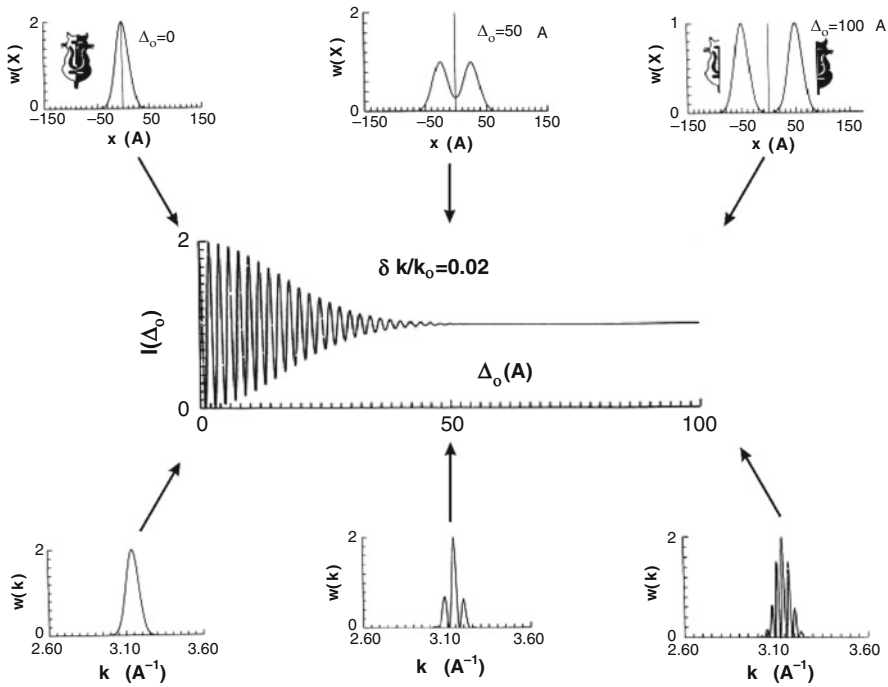 2
w(X)
0
−150
−50
50
150
x (A)
Δₒ=0
2
w(X)
0
−150
−50
50
150
x (A)
Δₒ=50 A
1
w(X)
0
−150
−50
0
50
150
x (A)
Δₒ=100 A
2
I(Δₒ)
0
δ k/kₒ=0.02
Δₒ(A)
0
50
100
2
w(k)
0
2.60
3.10
3.60
k (A⁻¹)
2
w(k)
0
2.60
3.10
3.60
k (A⁻¹)
2
w(k)
0
2.60
3.10
3.60
k (A⁻¹)